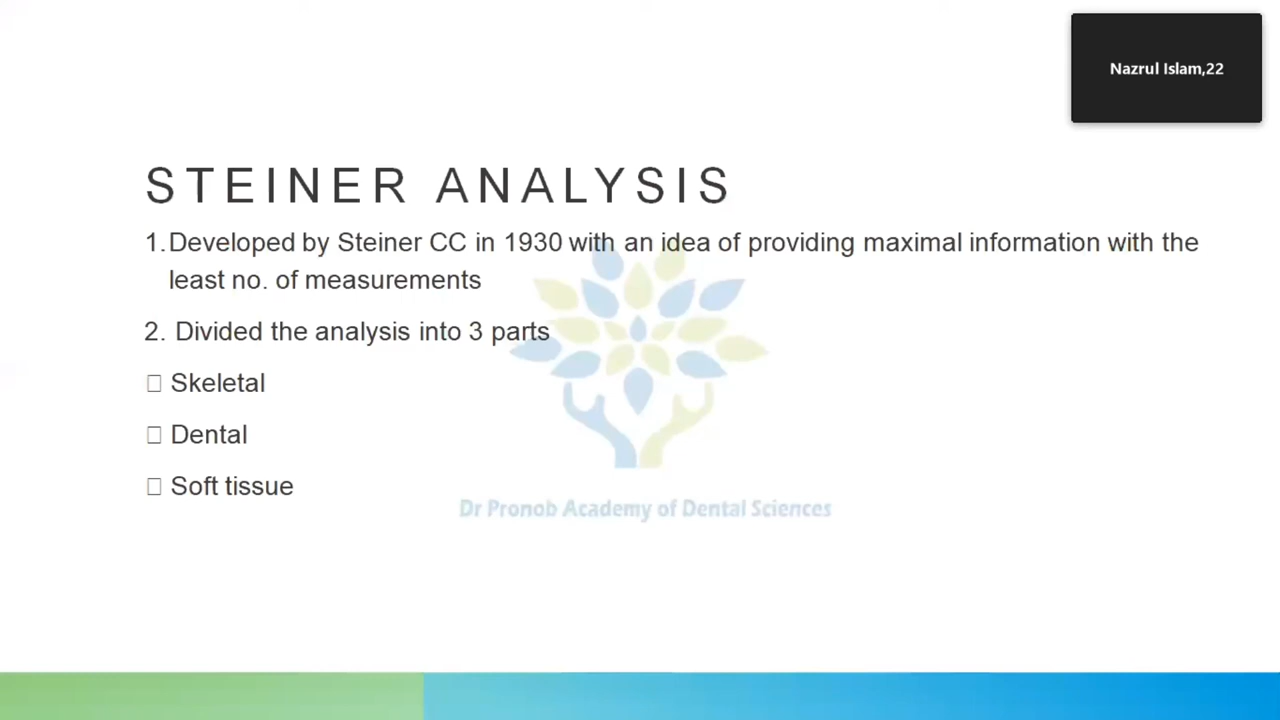 Nazrul Islam,22
STEINER ANALYSIS
1. Developed by Steiner CC in 1930 with an idea of providing maximal information with the
least no. of measurements
2. Divided the analysis into 3 parts
□ Skeletal
□ Dental
□ Soft tissue
Dr Pronob Academy of Dental Sciences